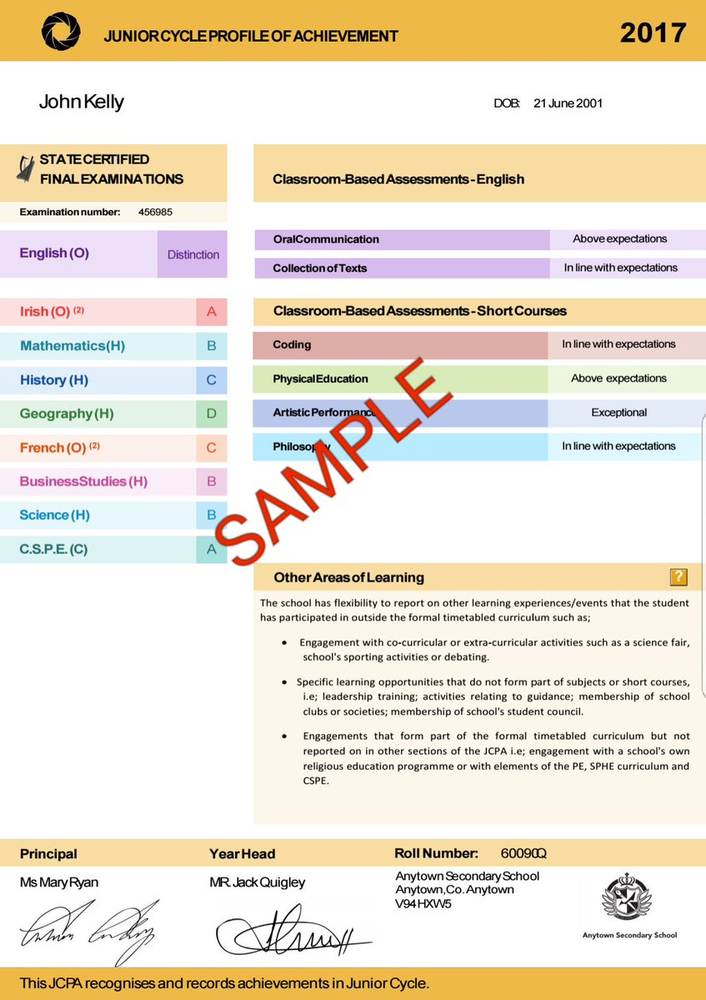 JUNIOR CYCLE PROFILE OF ACHIEVEMENT
2017
John Kelly
DOB: 21 June 2001
STATE CERTIFIED
FINAL EXAMINATIONS
Examination number: 456985
English (O) Distinction
Irish (O) (2) A
Mathematics (H) B
History (H) C
Geography (H) D
French (O) (2) C
Business Studies (H) B
Science (H) B
C.S.P.E. (C) A
Classroom-Based Assessments - English
Oral Communication Above expectations
Collection of Texts In line with expectations
Classroom-Based Assessments - Short Courses
Coding In line with expectations
Physical Education Above expectations
Artistic Performance Exceptional
Philosophy In line with expectations
SAMPLE
Other Areas of Learning ?
The school has flexibility to report on other learning experiences/events that the student
has participated in outside the formal timetabled curriculum such as;
• Engagement with co-curricular or extra-curricular activities such as a science fair,
school's sporting activities or debating.
• Specific learning opportunities that do not form part of subjects or short courses,
i.e; leadership training; activities relating to guidance; membership of school
clubs or societies; membership of school's student council.
• Engagements that form part of the formal timetabled curriculum but not
reported on in other sections of the JCPA i.e; engagement with a school's own
religious education programme or with elements of the PE, SPHE curriculum and
CSPE.
Principal
Ms Mary Ryan
Year Head
MR. Jack Quigley
Roll Number: 60090Q
Anytown Secondary School
Anytown, Co. Anytown
V94 HXW5
Anytown Secondary School
This JCPA recognises and records achievements in Junior Cycle.